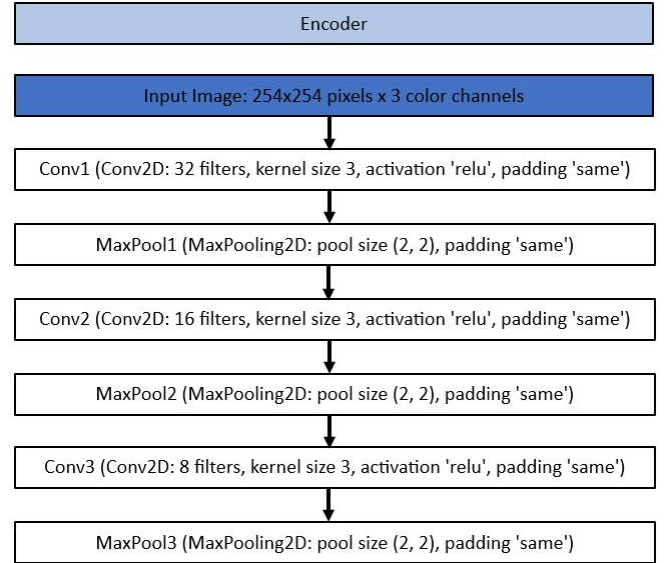 Encoder
Input Image: 254x254 pixels x 3 color channels
Conv1 (Conv2D: 32 filters, kernel size 3, activation 'relu', padding 'same')
MaxPool1 (MaxPooling2D: pool size (2, 2), padding 'same')
Conv2 (Conv2D: 16 filters, kernel size 3, activation 'relu', padding 'same')
MaxPool2 (MaxPooling2D: pool size (2, 2), padding 'same')
Conv3 (Conv2D: 8 filters, kernel size 3, activation 'relu', padding 'same')
MaxPool3 (MaxPooling2D: pool size (2, 2), padding 'same')